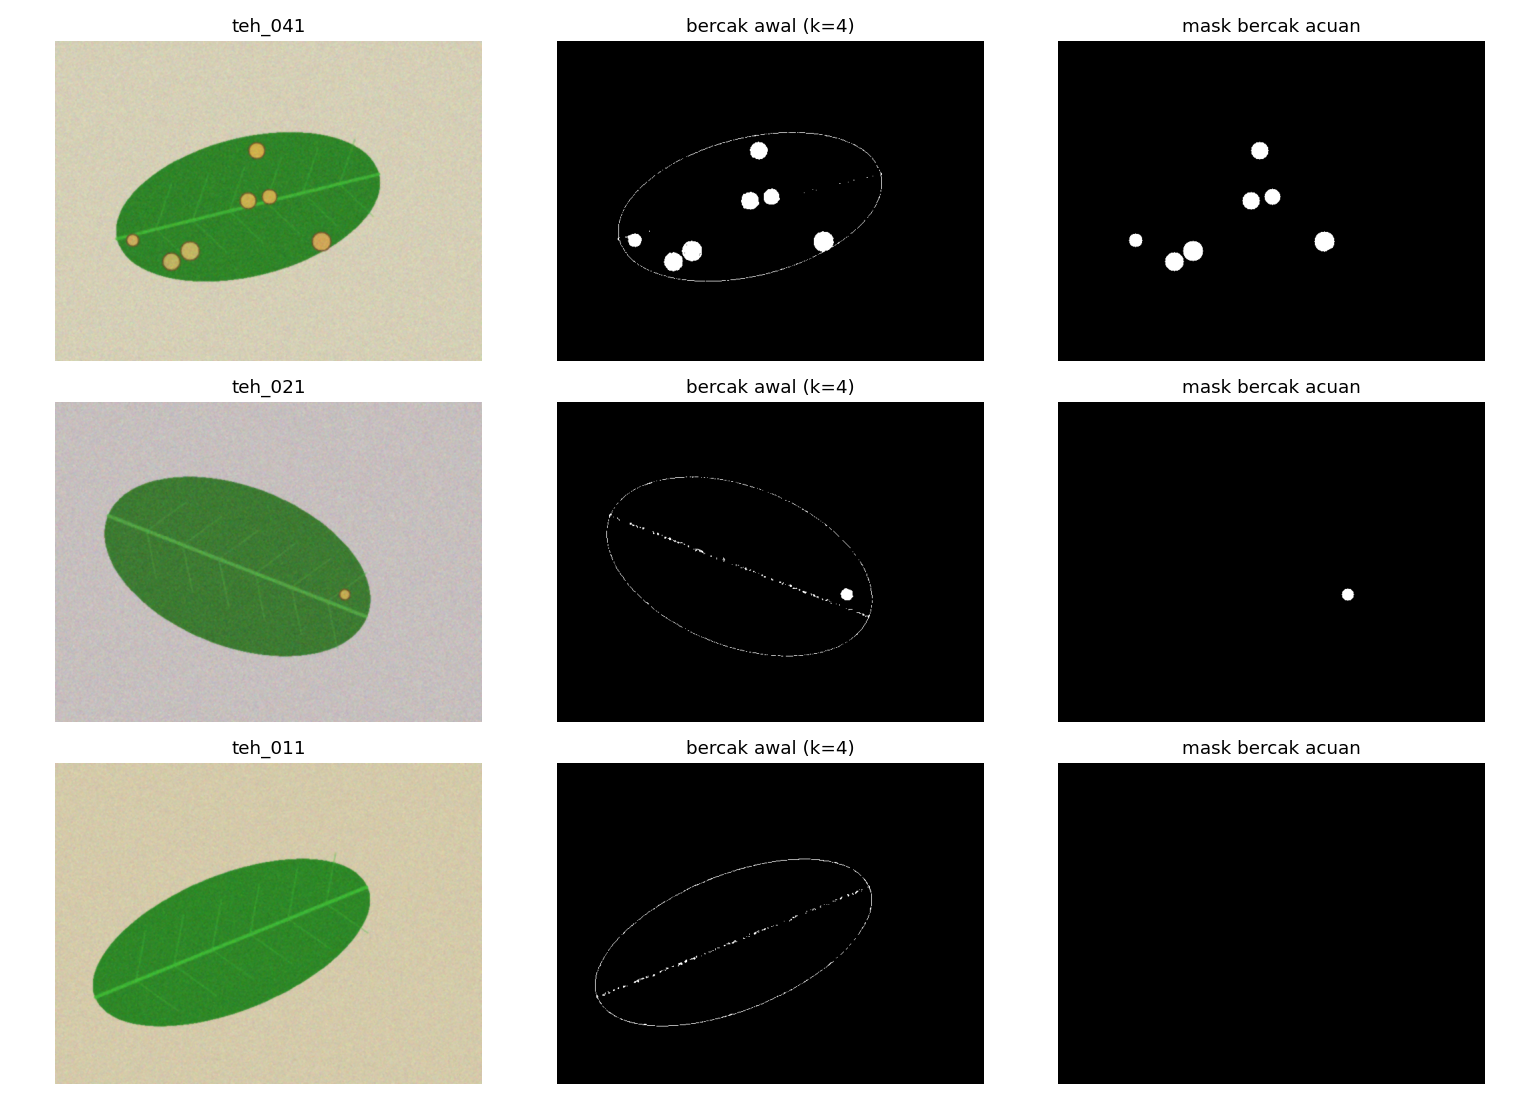 teh_041
bercak awal (k=4)
mask bercak acuan
teh_021
bercak awal (k=4)
mask bercak acuan
teh_011
bercak awal (k=4)
mask bercak acuan